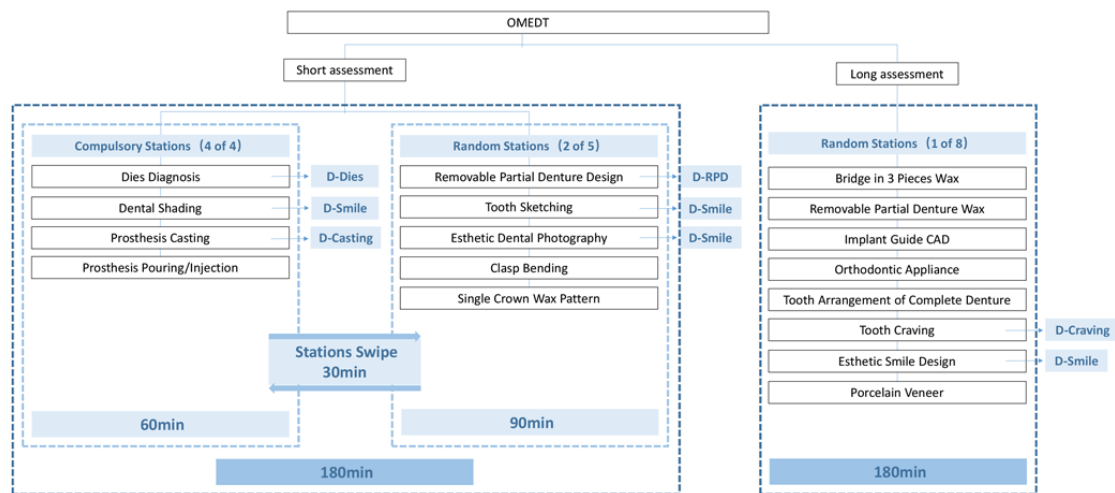 OMEDT
Short assessment
Long assessment
Compulsory Stations （4 of 4）
Dies Diagnosis
D-Dies
Dental Shading
D-Smile
Prosthesis Casting
D-Casting
Prosthesis Pouring/Injection
Random Stations （2 of 5）
Removable Partial Denture Design
D-RPD
Tooth Sketching
D-Smile
Esthetic Dental Photography
D-Smile
Clasp Bending
Single Crown Wax Pattern
Stations Swipe
30min
60min
90min
180min
Random Stations （1 of 8）
Bridge in 3 Pieces Wax
Removable Partial Denture Wax
Implant Guide CAD
Orthodontic Appliance
Tooth Arrangement of Complete Denture
Tooth Craving
D-Craving
Esthetic Smile Design
D-Smile
Porcelain Veneer
180min